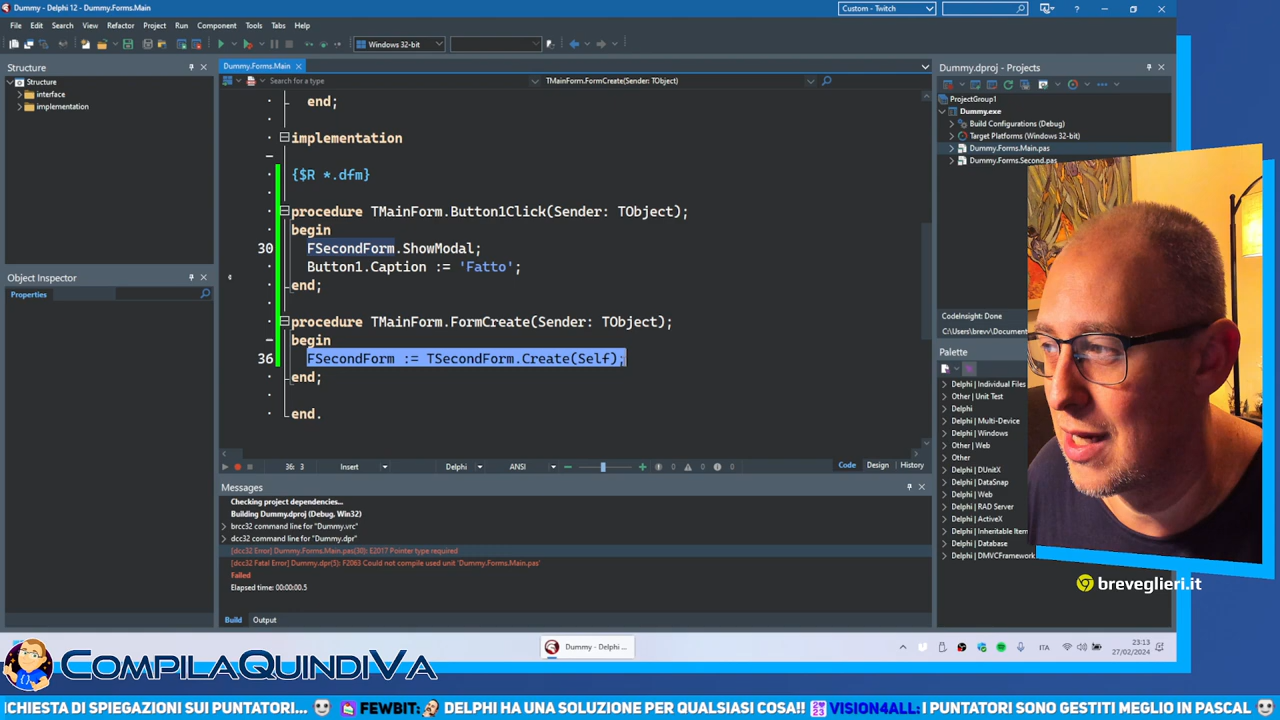 Dummy - Delphi 12 - Dummy.Forms.Main
Custom - Twitch
File Edit Search View Refactor Project Run Component Tools Tabs Help
Windows 32-bit
Structure
Structure
interface
implementation
Object Inspector
Properties
Dummy.Forms.Main
Search for a type
TMainForm.FormCreate(Sender: TObject)
end;
implementation
{$R *.dfm}
procedure TMainForm.Button1Click(Sender: TObject);
begin
30 FSecondForm.ShowModal;
Button1.Caption := 'Fatto';
end;
procedure TMainForm.FormCreate(Sender: TObject);
begin
36 FSecondForm := TSecondForm.Create(Self);
end;
end.
36: 3 Insert Delphi ANSI 0 0 0 Code Design History
Messages
Checking project dependencies...
Building Dummy.dproj (Debug, Win32)
brcc32 command line for "Dummy.vrc"
dcc32 command line for "Dummy.dpr"
[dcc32 Error] Dummy.Forms.Main.pas(30): E2017 Pointer type required
[dcc32 Fatal Error] Dummy.dpr(5): F2063 Could not compile used unit 'Dummy.Forms.Main.pas'
Failed
Elapsed time: 00:00:00.5
Build Output
Dummy.dproj - Projects
ProjectGroup1
Dummy.exe
Build Configurations (Debug)
Target Platforms (Windows 32-bit)
Dummy.Forms.Main.pas
Dummy.Forms.Second.pas
CodeInsight: Done
C:\Users\brevv\Document
Palette
Delphi | Individual Files
Other | Unit Test
Delphi
Delphi | Multi-Device
Delphi | Windows
Other | Web
Other
Delphi | DUnitX
Delphi | DataSnap
Delphi | Web
Delphi | RAD Server
Delphi | ActiveX
Delphi | Inheritable Item
Delphi | Database
Delphi | DMVCFramework
breveglieri.it
Dummy - Delphi ...
ITA
23:13
27/02/2024
COMPILAQUINDIVA
ICHIESTA DI SPIEGAZIONI SUI PUNTATORI... FEWBIT: DELPHI HA UNA SOLUZIONE PER QUALSIASI COSA!! VISION4ALL: I PUNTATORI SONO GESTITI MEGLIO IN PASCAL